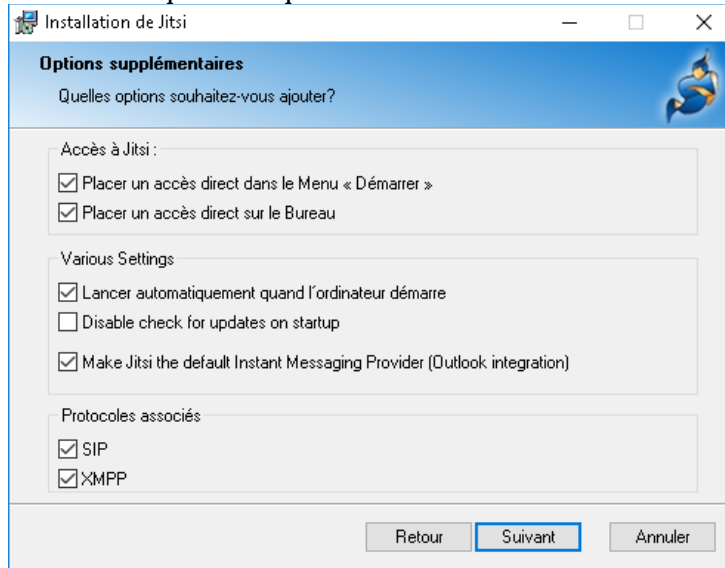 Installation de Jitsi
Options supplémentaires
Quelles options souhaitez-vous ajouter?
Accès à Jitsi :
Placer un accès direct dans le Menu « Démarrer »
Placer un accès direct sur le Bureau
Various Settings
Lancer automatiquement quand l'ordinateur démarre
Disable check for updates on startup
Make Jitsi the default Instant Messaging Provider (Outlook integration)
Protocoles associés
SIP
XMPP
Retour Suivant Annuler